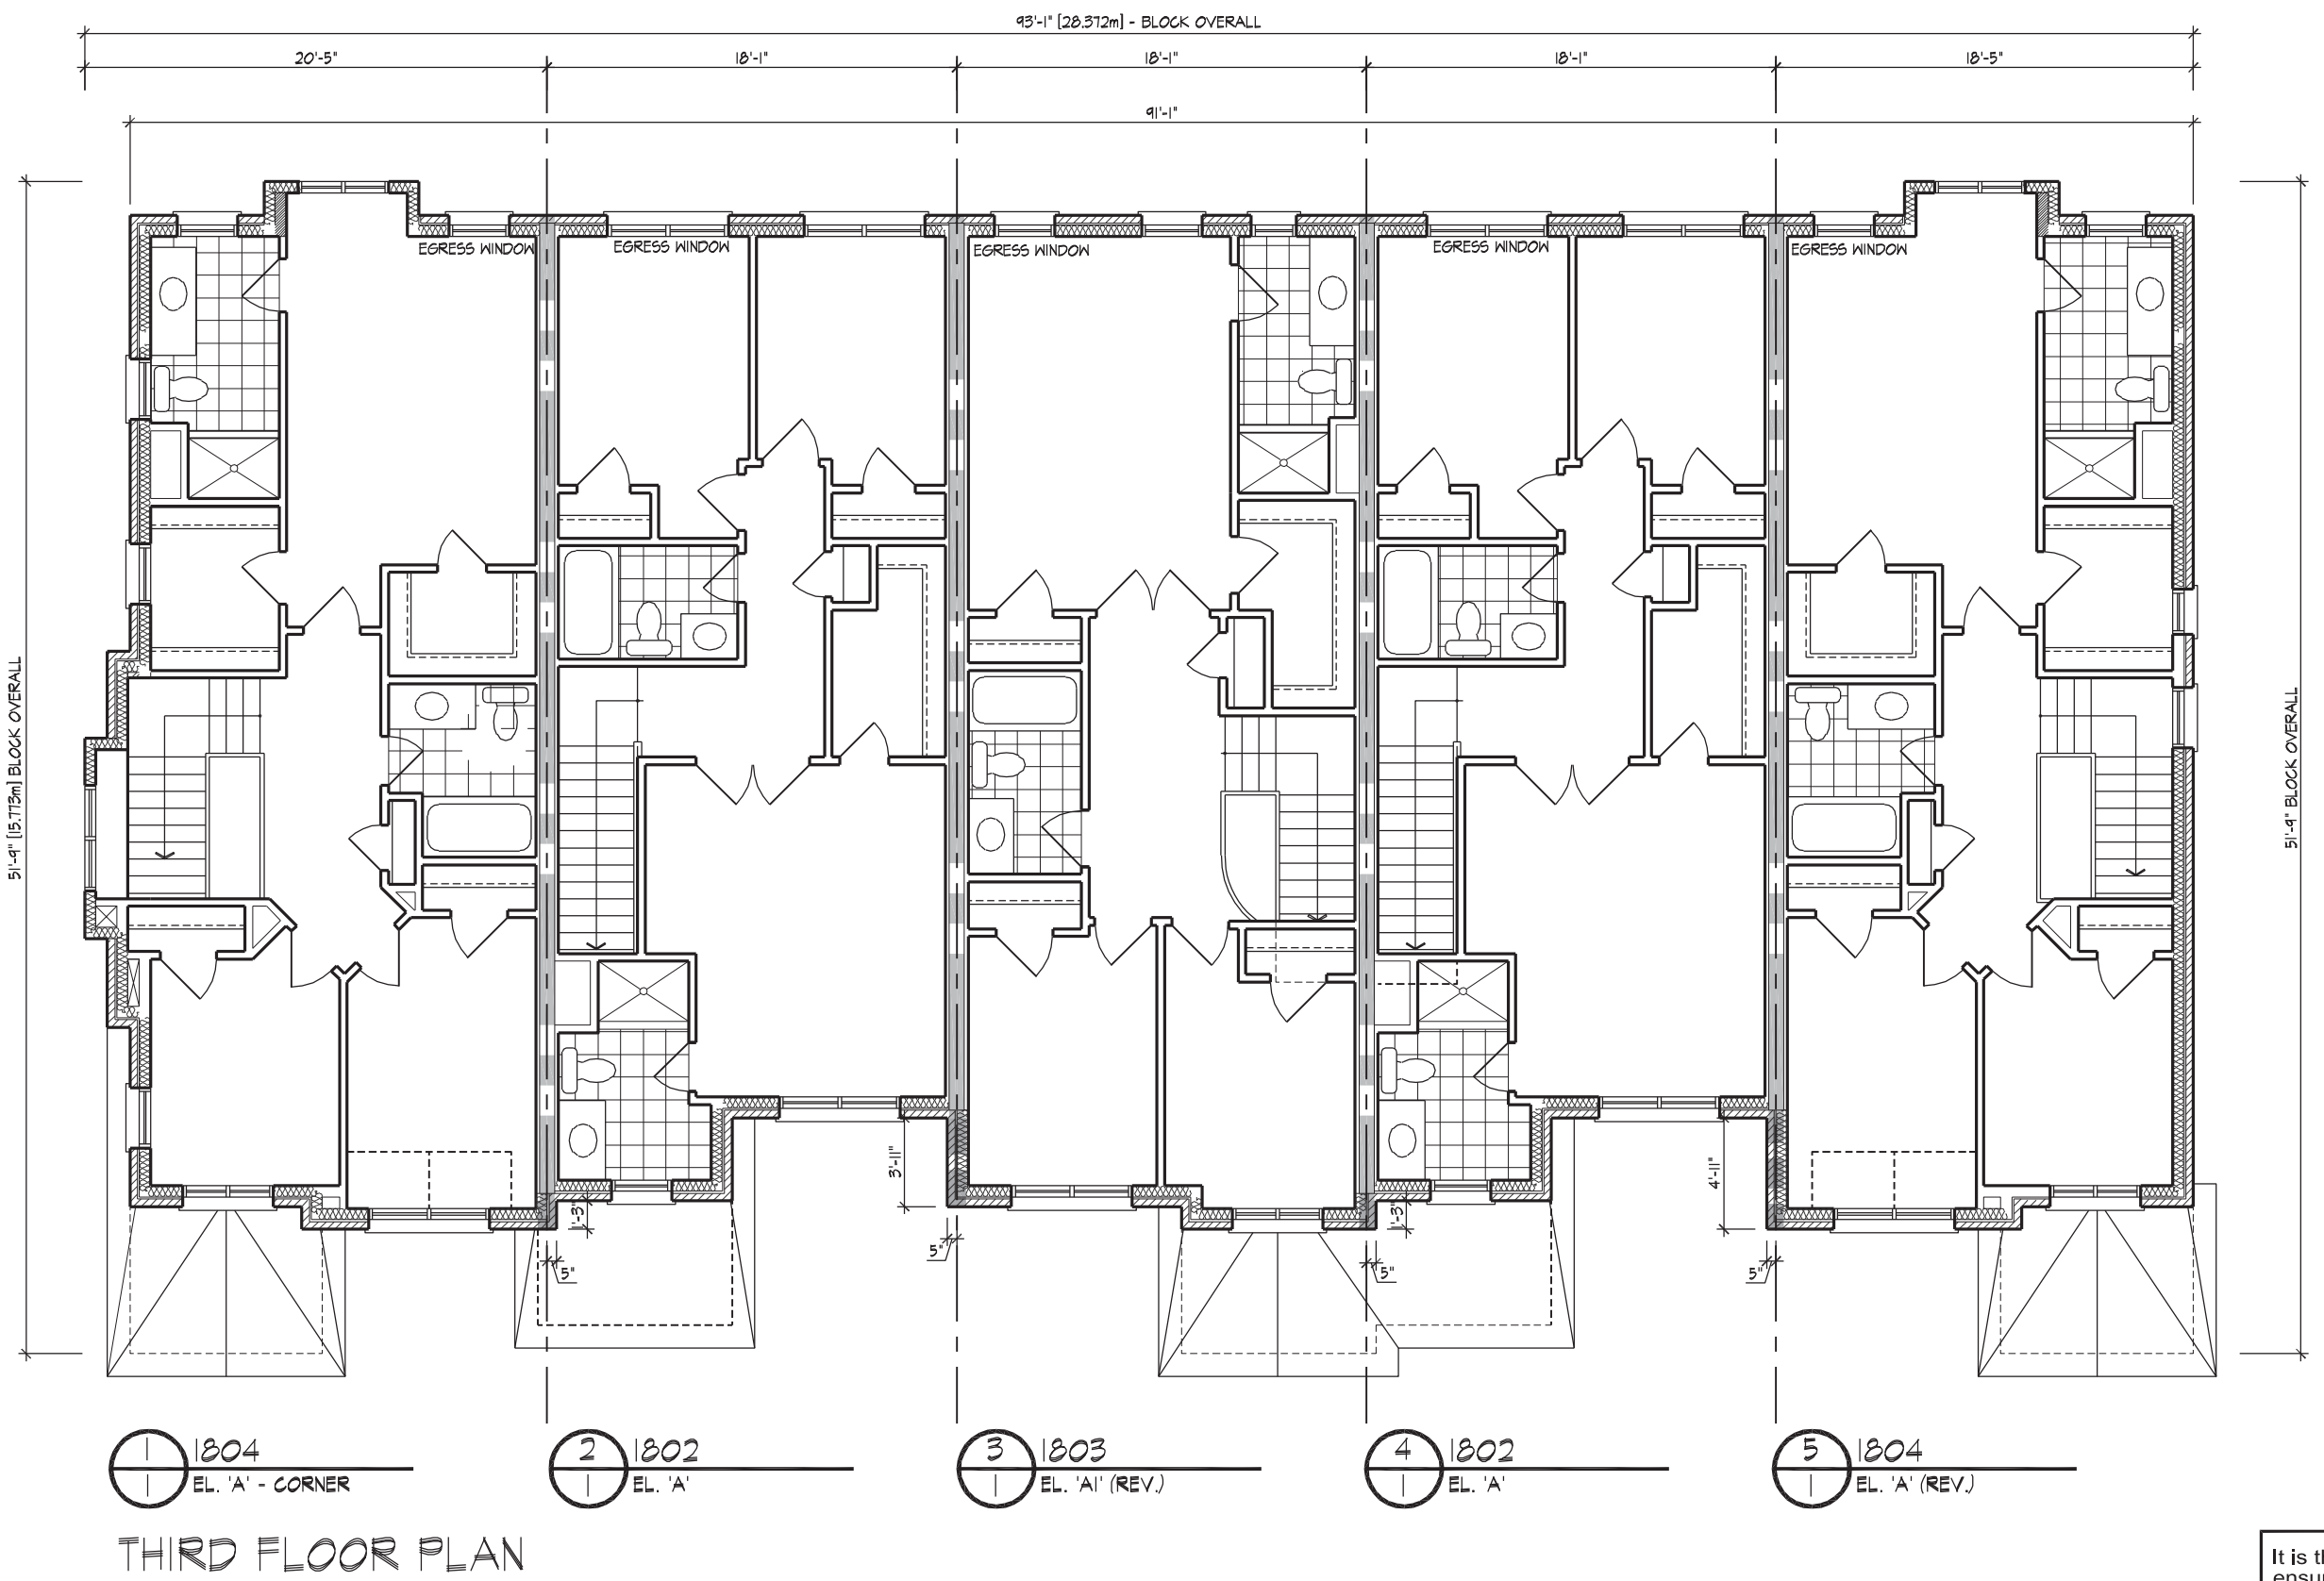 93'-1" [28.372m] - BLOCK OVERALL
20'-5"
18'-1"
18'-1"
18'-1"
18'-5"
91'-1"
EGRESS WINDOW
EGRESS WINDOW
EGRESS WINDOW
EGRESS WINDOW
EGRESS WINDOW
51'-9" [15.773m] BLOCK OVERALL
51'-9" BLOCK OVERALL
3'-11"
4'-11"
1'-3"
1'-3"
5"
5"
5"
5"
1
1
1804
EL. 'A' - CORNER
2
1
1802
EL. 'A'
3
1
1803
EL. 'A1' (REV.)
4
1
1802
EL. 'A'
5
1
1804
EL. 'A' (REV.)
THIRD FLOOR PLAN
It is